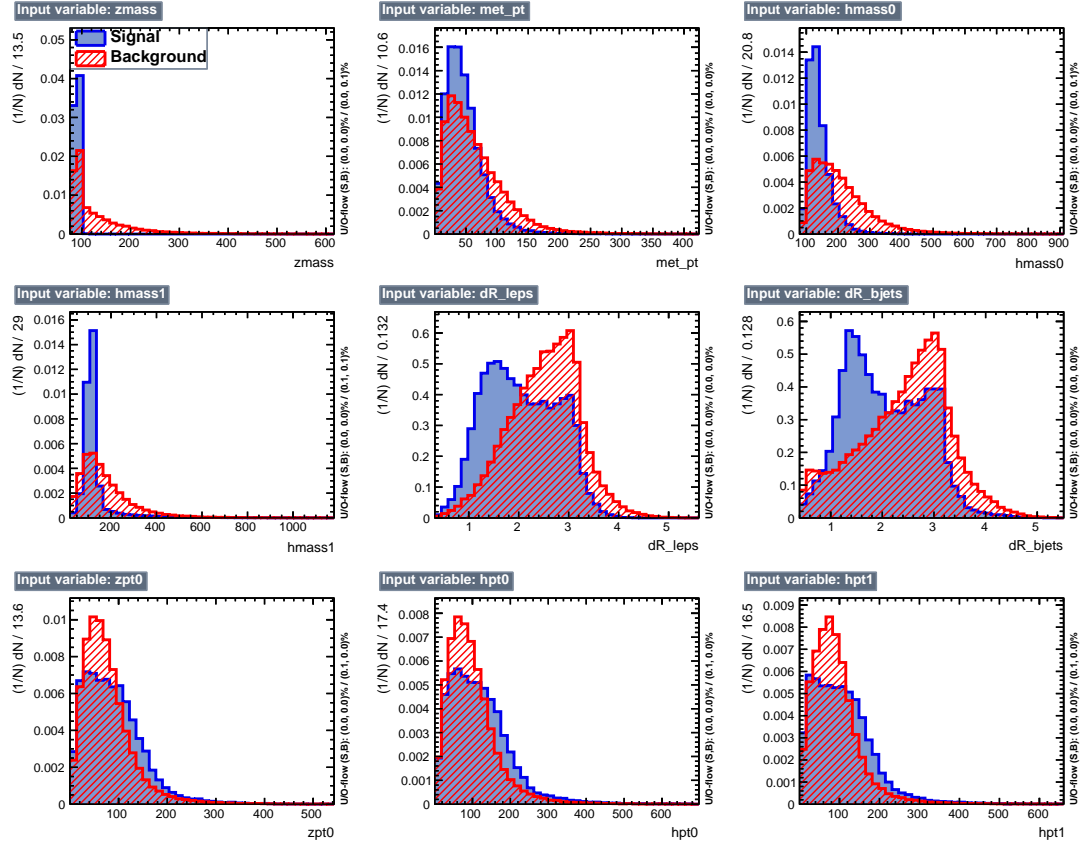 Input variable: zmass
(1/N) dN / 13.5
0.05
0.04
0.03
0.02
0.01
0
Signal
Background
100 200 300 400 500 600
zmass
U/O-flow (S,B): (0.0, 0.0)% / (0.0, 0.1)%
Input variable: met_pt
(1/N) dN / 10.6
0.016
0.014
0.012
0.01
0.008
0.006
0.004
0.002
0
50 100 150 200 250 300 350 400
met_pt
U/O-flow (S,B): (0.0, 0.0)% / (0.0, 0.0)%
Input variable: hmass0
(1/N) dN / 20.8
0.016
0.014
0.012
0.01
0.008
0.006
0.004
0.002
0
100 200 300 400 500 600 700 800 900
hmass0
U/O-flow (S,B): (0.0, 0.0)% / (0.0, 0.1)%
Input variable: hmass1
(1/N) dN / 29
0.016
0.014
0.012
0.01
0.008
0.006
0.004
0.002
0
200 400 600 800 1000
hmass1
U/O-flow (S,B): (0.0, 0.0)% / (0.1, 0.1)%
Input variable: dR_leps
(1/N) dN / 0.132
0.6
0.5
0.4
0.3
0.2
0.1
0
1 2 3 4 5
dR_leps
U/O-flow (S,B): (0.0, 0.0)% / (0.0, 0.0)%
Input variable: dR_bjets
(1/N) dN / 0.128
0.6
0.5
0.4
0.3
0.2
0.1
0
1 2 3 4 5
dR_bjets
U/O-flow (S,B): (0.0, 0.0)% / (0.0, 0.0)%
Input variable: zpt0
(1/N) dN / 13.6
0.01
0.008
0.006
0.004
0.002
0
100 200 300 400 500
zpt0
U/O-flow (S,B): (0.0, 0.0)% / (0.1, 0.0)%
Input variable: hpt0
(1/N) dN / 17.4
0.008
0.007
0.006
0.005
0.004
0.003
0.002
0.001
0
100 200 300 400 500 600 700
hpt0
U/O-flow (S,B): (0.0, 0.0)% / (0.1, 0.0)%
Input variable: hpt1
(1/N) dN / 16.5
0.009
0.008
0.007
0.006
0.005
0.004
0.003
0.002
0.001
0
100 200 300 400 500 600
hpt1
U/O-flow (S,B): (0.0, 0.0)% / (0.1, 0.0)%